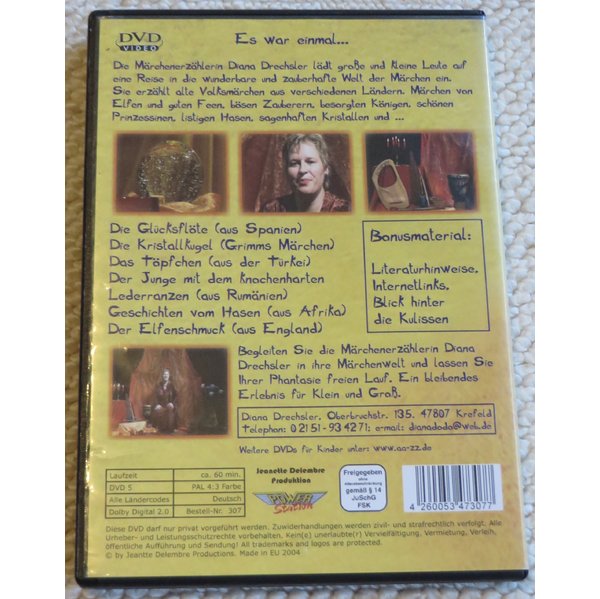 DVD
VIDEO
Es war einmal...
Die Märchenerzählerin Diana Drechsler lädt große und kleine Leute auf
eine Reise in die wunderbare und zauberhafte Welt der Märchen ein.
Sie erzählt alte Volksmärchen aus verschiedenen Ländern. Märchen von
Elfen und guten Feen, bösen Zauberern, besorgten Königen, schönen
Prinzessinen, listigen Hasen, sagenhaften Kristallen und ...
Die Glücksflöte (aus Spanien)
Die Kristallkugel (Grimms Märchen)
Das Töpfchen (aus der Türkei)
Der Junge mit dem knochenharten
Lederranzen (aus Rumänien)
Geschichten vom Hasen (aus Afrika)
Der Elfenschmuck (aus England)
Bonusmaterial:
Literaturhinweise,
Internetlinks,
Blick hinter
die Kulissen
Begleiten Sie die Märchenerzählerin Diana
Drechsler in ihre Märchenwelt und lassen Sie
Ihrer Phantasie freien Lauf. Ein bleibendes
Erlebnis für Klein und Groß.
Diana Drechsler, Oberbruchstr. 135, 47807 Krefeld
Telephon: 0 21 51 - 93 42 71; e-mail: dianadoda@web.de
Weitere DVDs für Kinder unter: www.aa-zz.de
Laufzeit ca. 60 min.
DVD 5 PAL 4:3 Farbe
Alle Ländercodes Deutsch
Dolby Digital 2.0 Bestell-Nr. 307
Jeanette Delembre
Produktion
POWER
Station
Freigegeben
ohne
Altersbeschränkung
gemäß § 14
JuSchG
FSK
4 260053 473077
Diese DVD darf nur privat vorgeführt werden. Zuwiderhandlungen werden zivil- und strafrechtlich verfolgt. Alle
Urheber- und Leistungsschutzrechte vorbehalten. Kein(e) unerlaubte(r) Vervielfältigung, Vermietung, Verleih,
öffentliche Aufführung und Sendung! All trademarks and logos are protected.
© by Jeantte Delembre Productions. Made in EU 2004